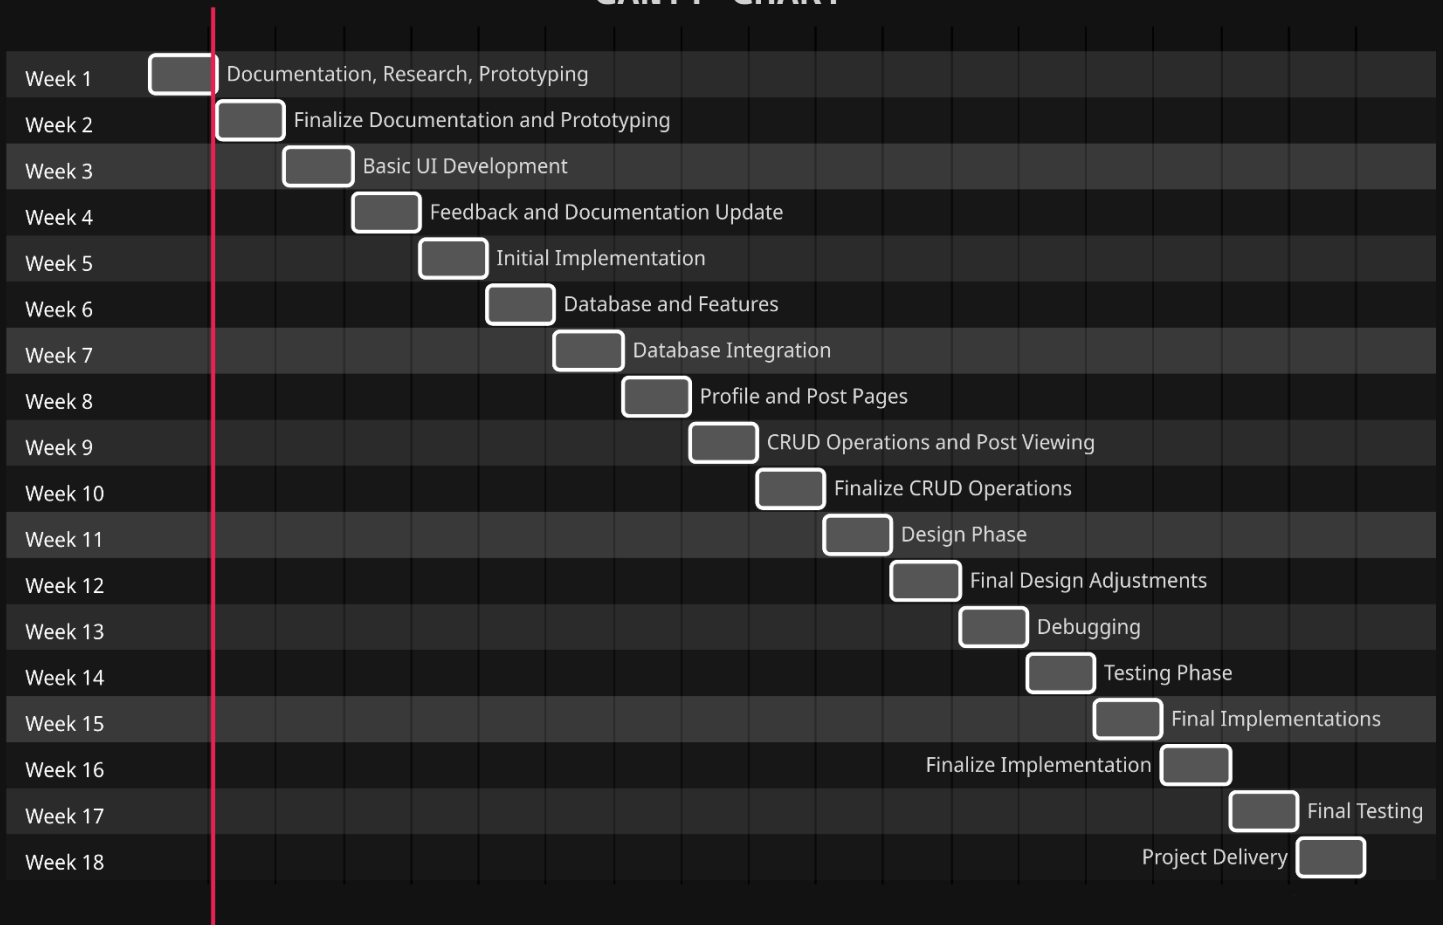 GANTT CHART
Week 1 Documentation, Research, Prototyping
Week 2 Finalize Documentation and Prototyping
Week 3 Basic UI Development
Week 4 Feedback and Documentation Update
Week 5 Initial Implementation
Week 6 Database and Features
Week 7 Database Integration
Week 8 Profile and Post Pages
Week 9 CRUD Operations and Post Viewing
Week 10 Finalize CRUD Operations
Week 11 Design Phase
Week 12 Final Design Adjustments
Week 13 Debugging
Week 14 Testing Phase
Week 15 Final Implementations
Week 16 Finalize Implementation
Week 17 Final Testing
Week 18 Project Delivery